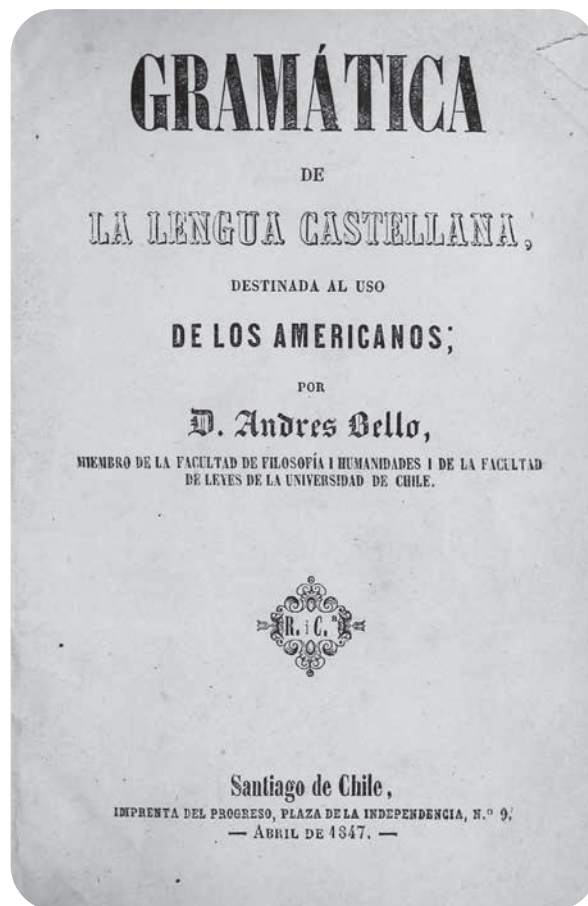 GRAMÁTICA
DE
LA LENGUA CASTELLANA,
DESTINADA AL USO
DE LOS AMERICANOS;
POR
D. Andres Bello,
MIEMBRO DE LA FACULTAD DE FILOSOFÍA I HUMANIDADES I DE LA FACULTAD
DE LEYES DE LA UNIVERSIDAD DE CHILE.
R. i C.ª
Santiago de Chile,
IMPRENTA DEL PROGRESO, PLAZA DE LA INDEPENDENCIA, N.º 9.
— ABRIL DE 1847. —